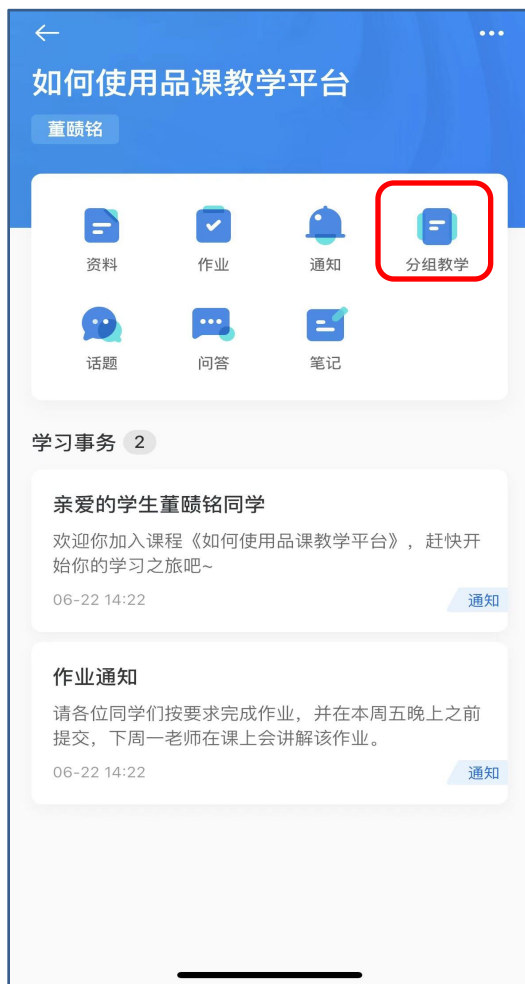 如何使用品课教学平台
董赜铭
资料 作业 通知 分组教学
话题 问答 笔记
学习事务 2
亲爱的学生董赜铭同学
欢迎你加入课程《如何使用品课教学平台》，赶快开
始你的学习之旅吧~
06-22 14:22 通知
作业通知
请各位同学们按要求完成作业，并在本周五晚上之前
提交，下周一老师在课上会讲解该作业。
06-22 14:22 通知